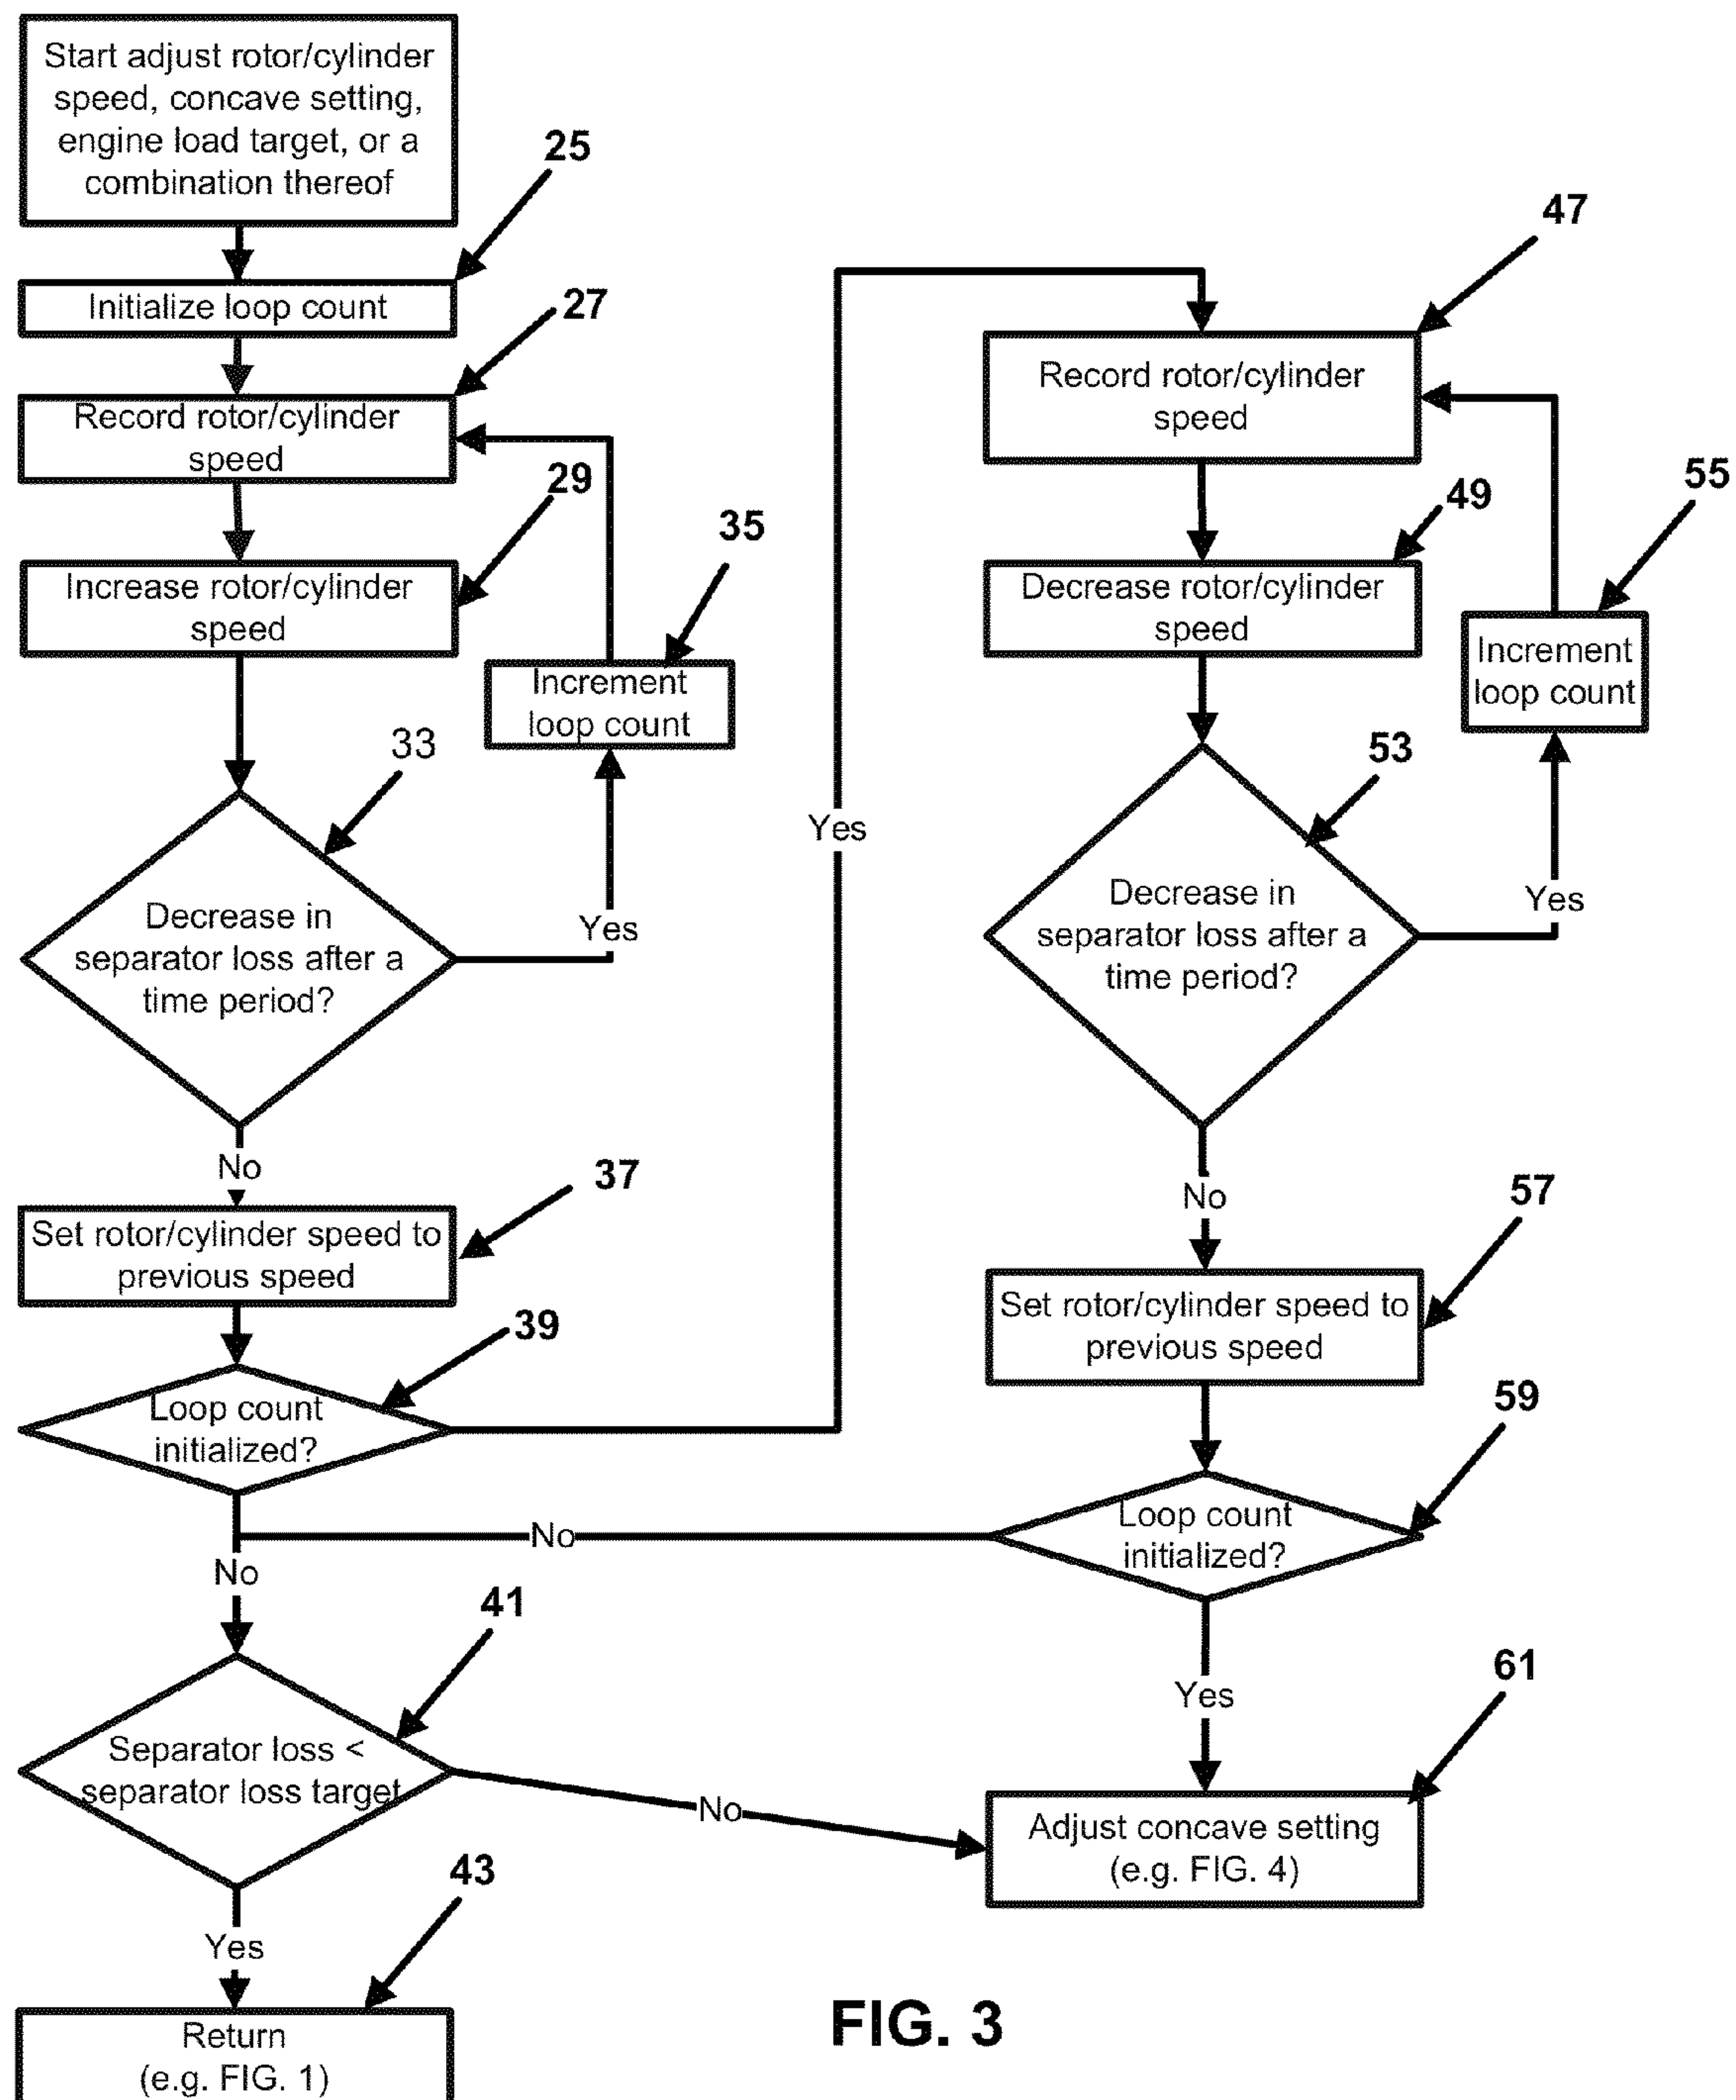 Start adjust rotor/cylinder
speed, concave setting,
engine load target, or a
combination thereof
25
Initialize loop count
27
Record rotor/cylinder
speed
29
Increase rotor/cylinder
speed
35
Increment
loop count
33
Decrease in
separator loss after a
time period?
Yes
No
37
Set rotor/cylinder speed to
previous speed
39
Loop count
initialized?
Yes
No
41
Separator loss <
separator loss target
No
43
Yes
Return
(e.g. FIG. 1)
47
Record rotor/cylinder
speed
49
Decrease rotor/cylinder
speed
55
Increment
loop count
53
Decrease in
separator loss after a
time period?
Yes
No
57
Set rotor/cylinder speed to
previous speed
59
Loop count
initialized?
No
Yes
61
Adjust concave setting
(e.g. FIG. 4)
FIG. 3